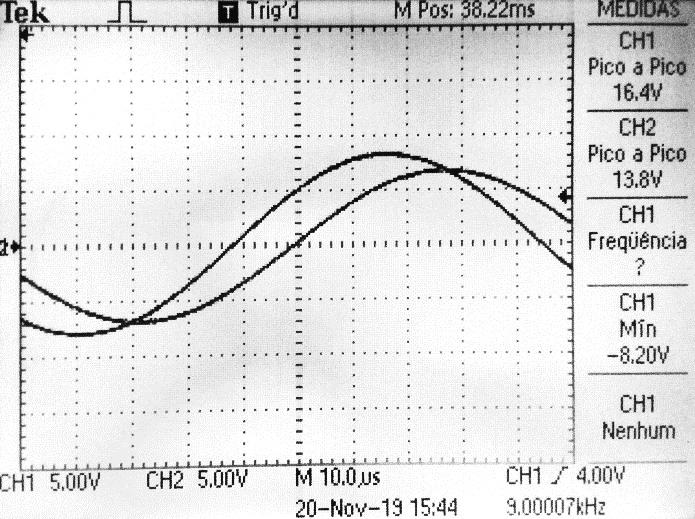 Tek T Trig'd M Pos: 38.22ms MEDIDAS
CH1
Pico a Pico
16.4V
CH2
Pico a Pico
13.8V
CH1
Freqüência
?
CH1
Mín
-8.20V
CH1
Nenhum
2
CH1 5.00V CH2 5.00V M 10.0µs CH1 4.00V
20-Nov-19 15:44 9.00007kHz